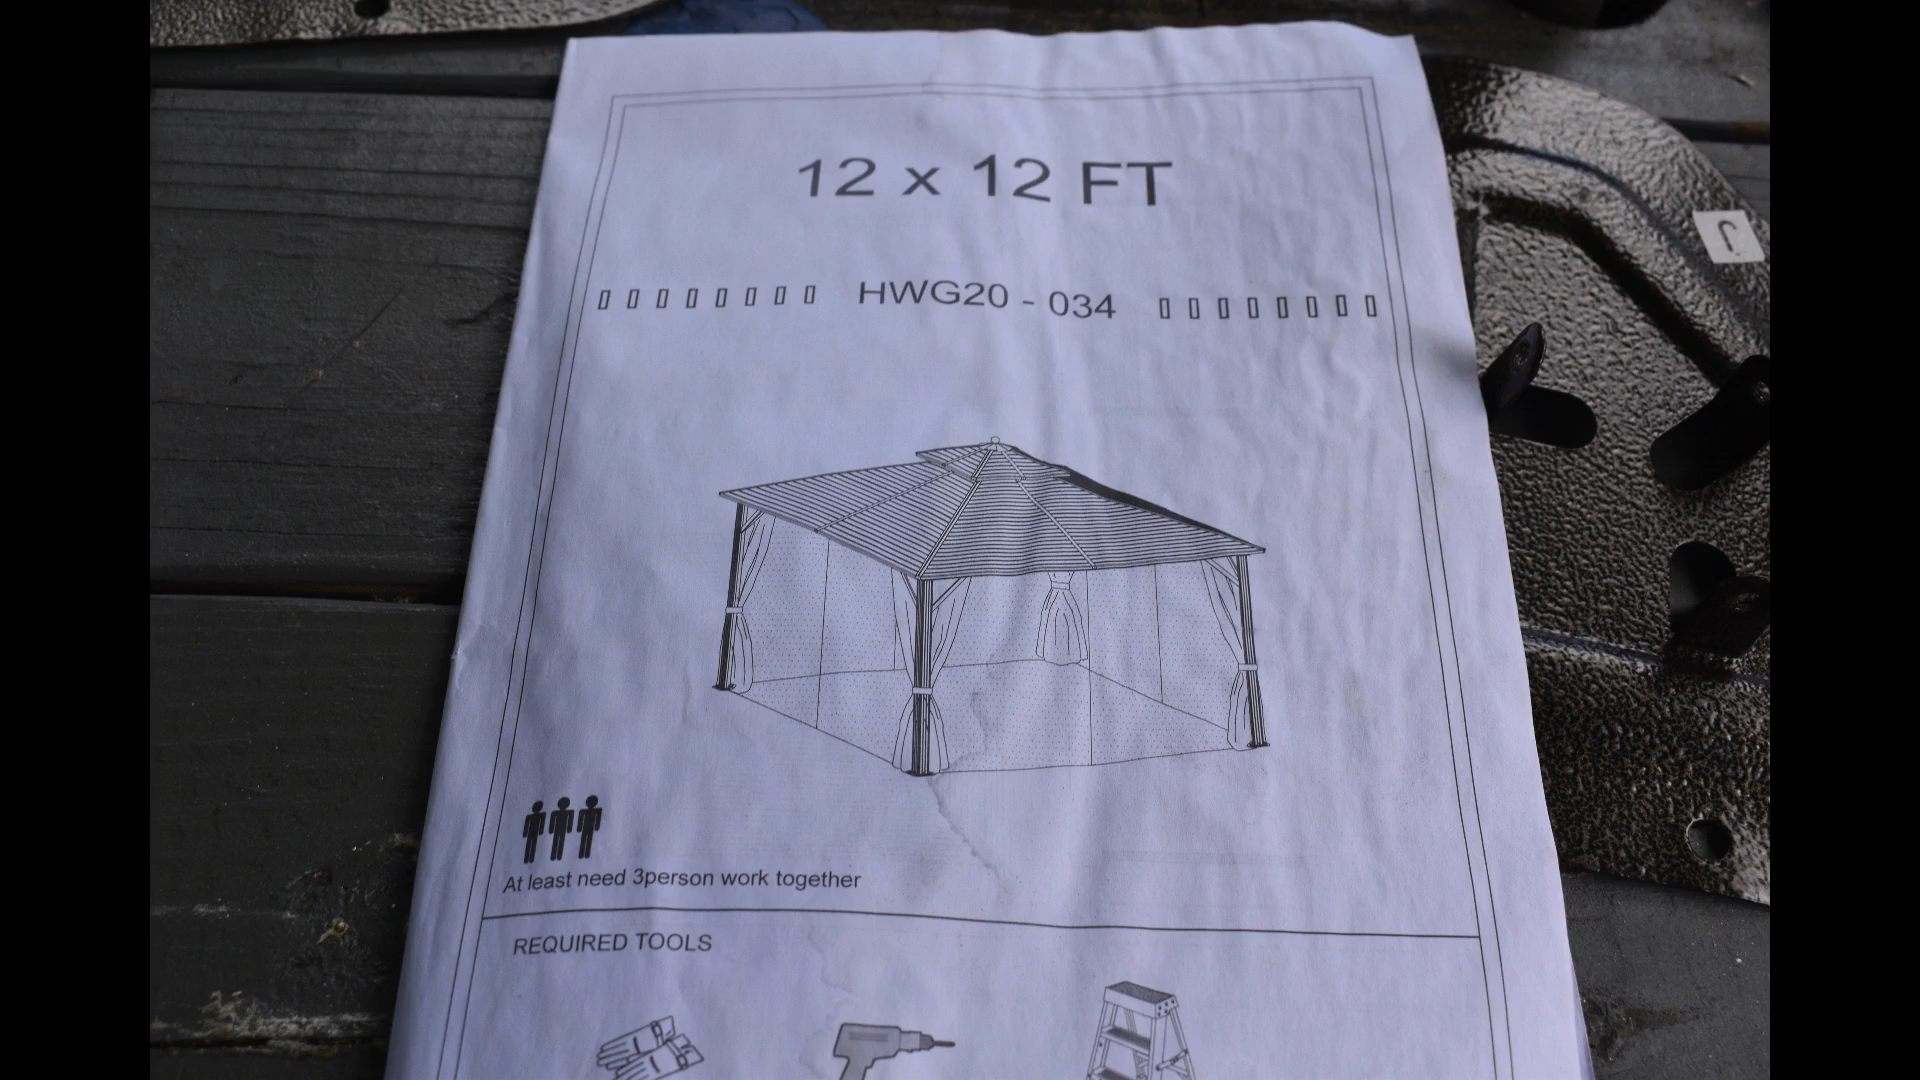 12 x 12 FT
▯▯▯▯▯▯▯▯ HWG20 - 034 ▯▯▯▯▯▯▯▯
At least need 3person work together
REQUIRED TOOLS